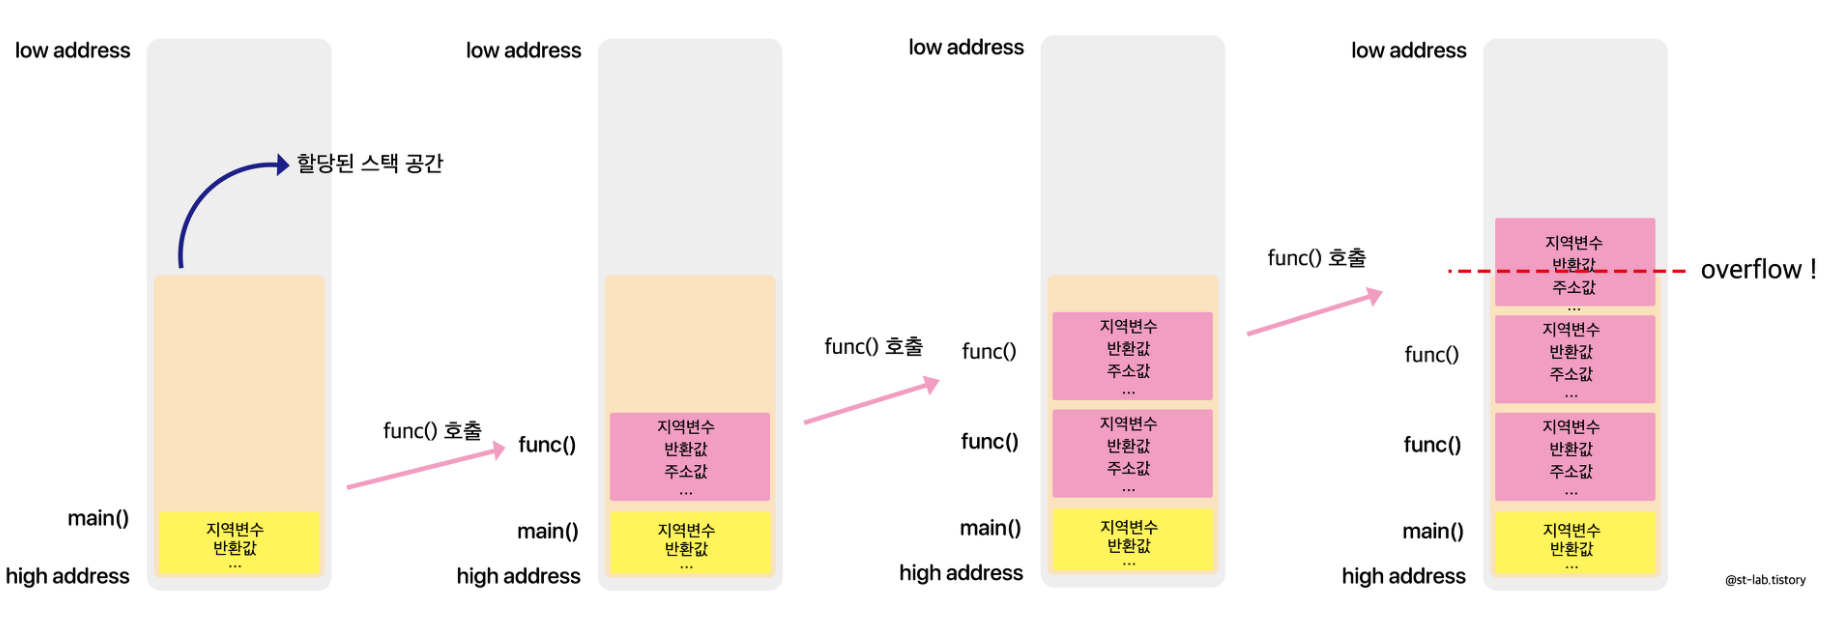 low address
할당된 스택 공간
main()
지역변수
반환값
...
high address
func() 호출
low address
func()
지역변수
반환값
주소값
...
main()
지역변수
반환값
...
high address
func() 호출
low address
func()
지역변수
반환값
주소값
...
func()
지역변수
반환값
주소값
...
main()
지역변수
반환값
...
high address
func() 호출
low address
지역변수
반환값
주소값
...
overflow !
func()
지역변수
반환값
주소값
...
func()
지역변수
반환값
주소값
...
main()
지역변수
반환값
...
high address
@st-lab.tistory